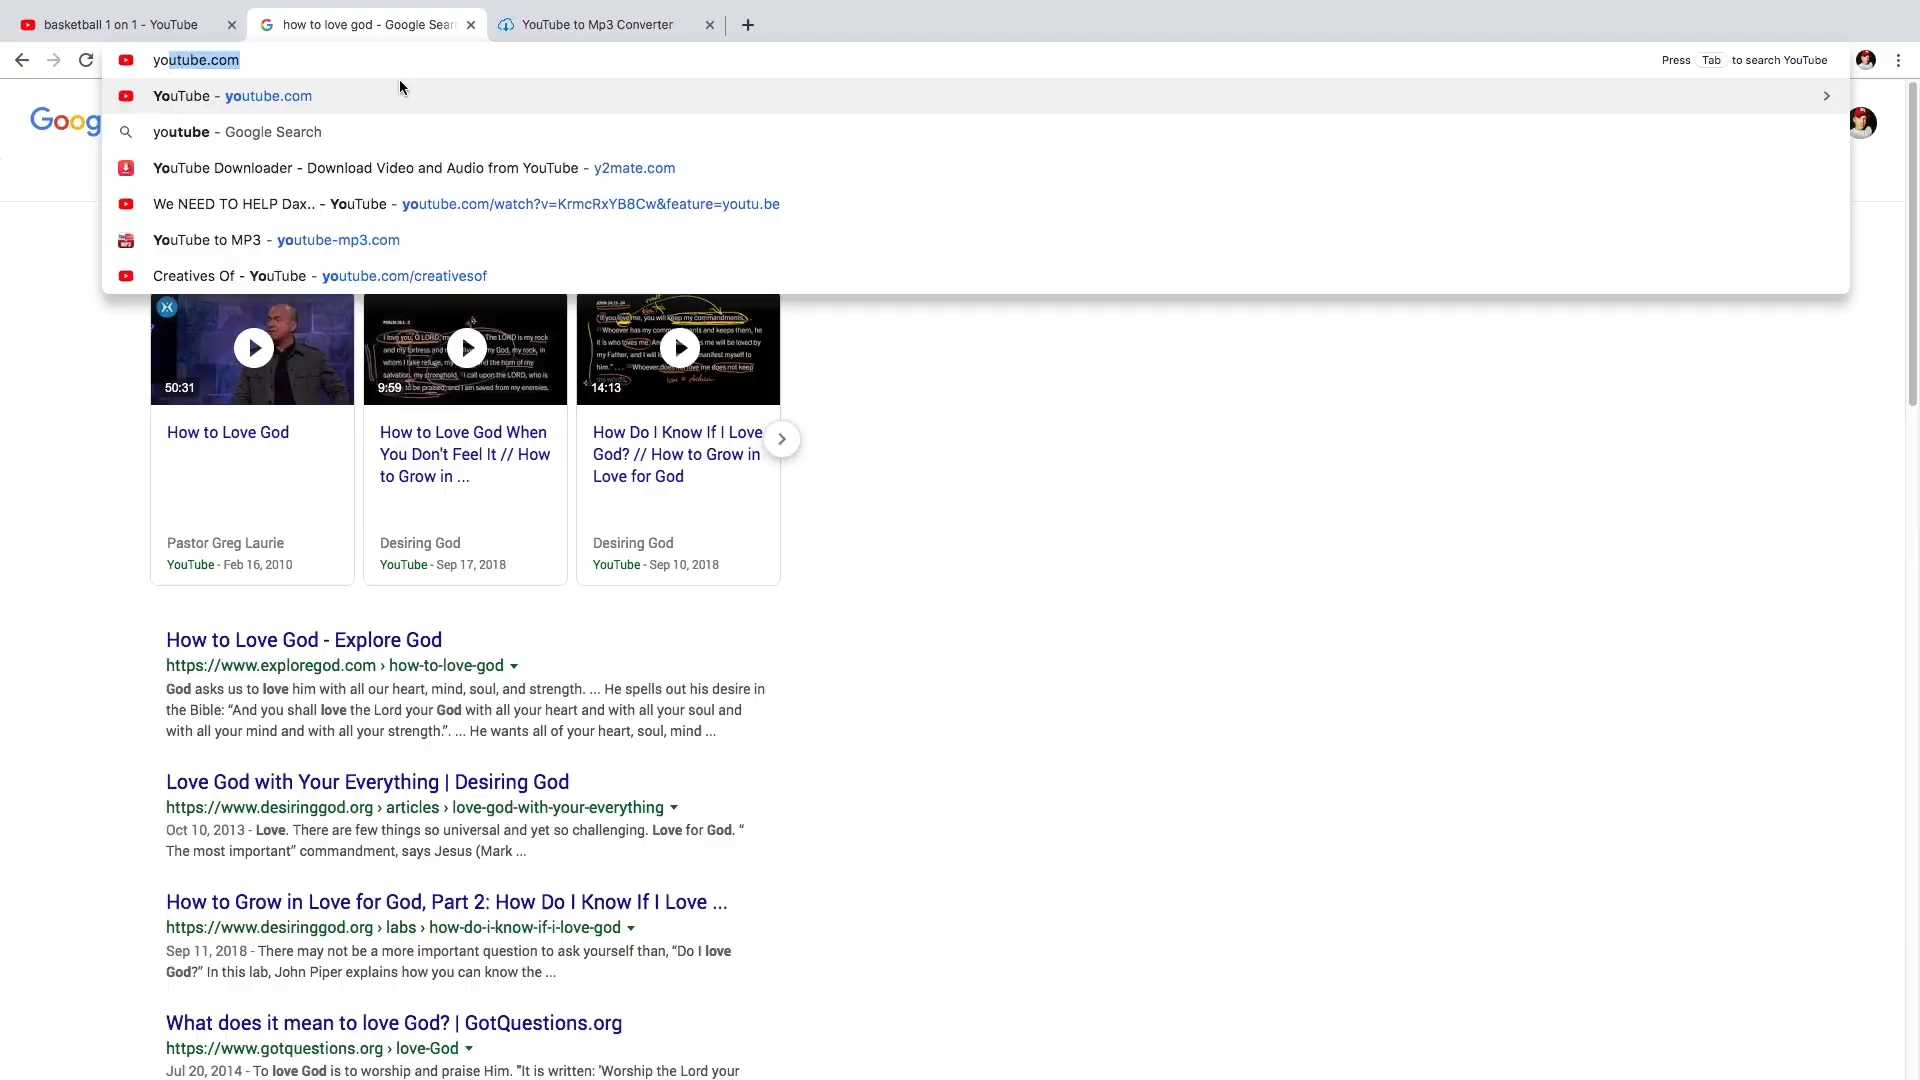 basketball 1 on 1 - YouTube
how to love god - Google Sear
YouTube to Mp3 Converter
youtube.com
Press Tab to search YouTube
YouTube - youtube.com
youtube - Google Search
YouTube Downloader - Download Video and Audio from YouTube - y2mate.com
We NEED TO HELP Dax.. - YouTube - youtube.com/watch?v=KrmcRxYB8Cw&feature=youtu.be
YouTube to MP3 - youtube-mp3.com
Creatives Of - YouTube - youtube.com/creativesof
Goog
50:31
9:59
14:13
How to Love God
Pastor Greg Laurie
YouTube - Feb 16, 2010
How to Love God When
You Don't Feel It // How
to Grow in ...
Desiring God
YouTube - Sep 17, 2018
How Do I Know If I Love
God? // How to Grow in
Love for God
Desiring God
YouTube - Sep 10, 2018
How to Love God - Explore God
https://www.exploregod.com › how-to-love-god
God asks us to love him with all our heart, mind, soul, and strength. ... He spells out his desire in
the Bible: “And you shall love the Lord your God with all your heart and with all your soul and
with all your mind and with all your strength.”. ... He wants all of your heart, soul, mind ...
Love God with Your Everything | Desiring God
https://www.desiringgod.org › articles › love-god-with-your-everything
Oct 10, 2013 - Love. There are few things so universal and yet so challenging. Love for God. “
The most important” commandment, says Jesus (Mark ...
How to Grow in Love for God, Part 2: How Do I Know If I Love ...
https://www.desiringgod.org › labs › how-do-i-know-if-i-love-god
Sep 11, 2018 - There may not be a more important question to ask yourself than, “Do I love
God?” In this lab, John Piper explains how you can know the ...
What does it mean to love God? | GotQuestions.org
https://www.gotquestions.org › love-God
Jul 20, 2014 - To love God is to worship and praise Him. "It is written: 'Worship the Lord your